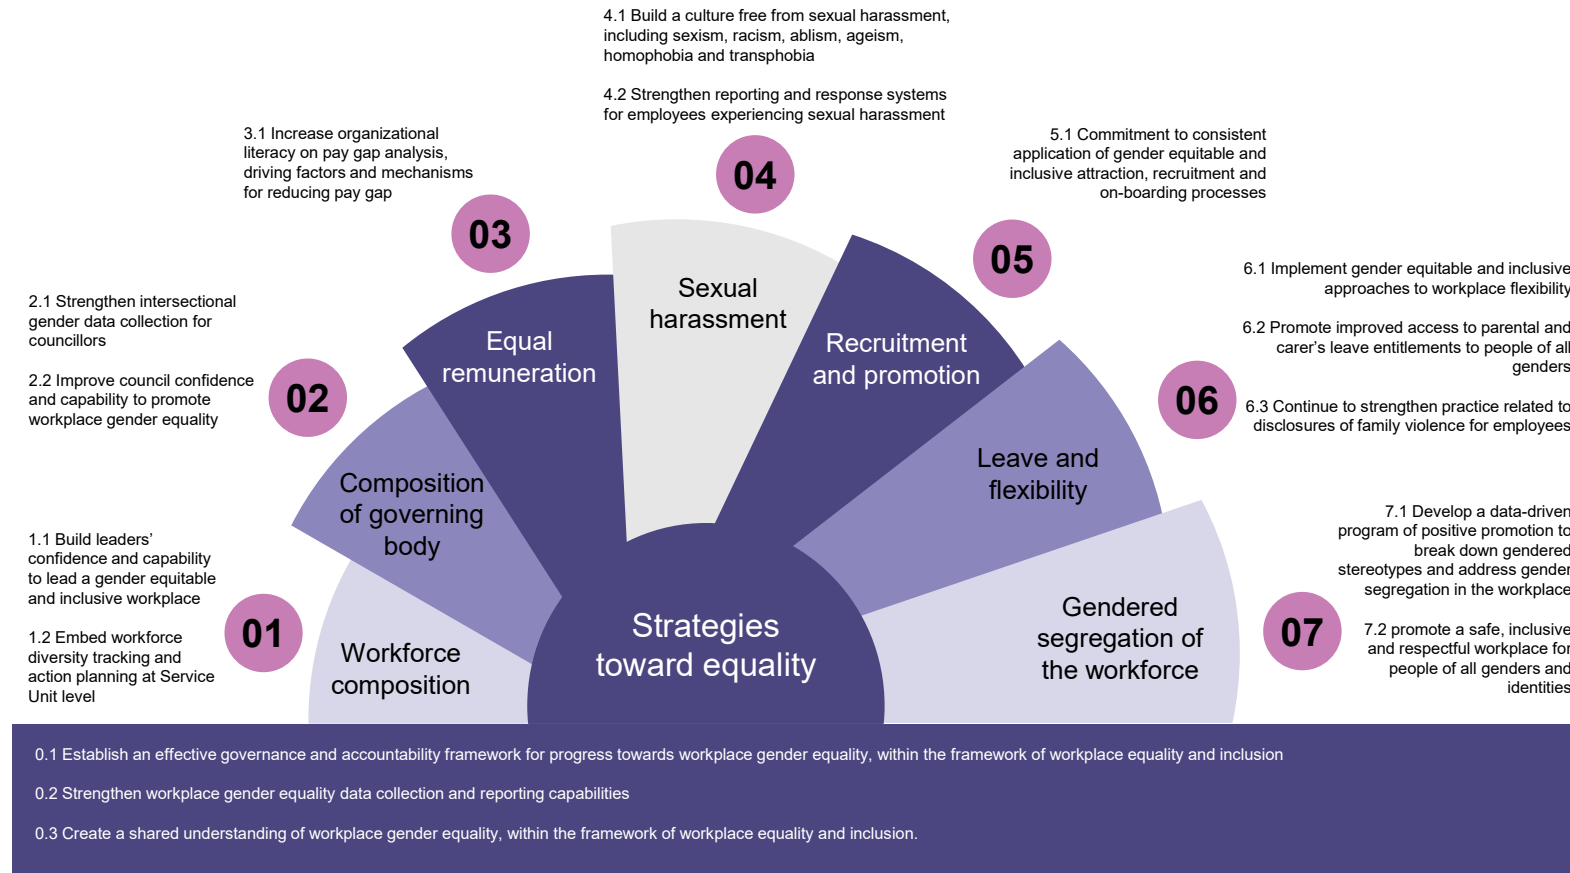 4.1 Build a culture free from sexual harassment,
including sexism, racism, ablism, ageism,
homophobia and transphobia
4.2 Strengthen reporting and response systems
for employees experiencing sexual harassment
3.1 Increase organizational
literacy on pay gap analysis,
driving factors and mechanisms
for reducing pay gap
5.1 Commitment to consistent
application of gender equitable and
inclusive attraction, recruitment and
on-boarding processes
04
03
05
2.1 Strengthen intersectional
gender data collection for
councillors
2.2 Improve council confidence
and capability to promote
workplace gender equality
02
6.1 Implement gender equitable and inclusive
approaches to workplace flexibility
6.2 Promote improved access to parental and
carer’s leave entitlements to people of all
genders
6.3 Continue to strengthen practice related to
disclosures of family violence for employees
06
Sexual
harassment
Equal
remuneration
Recruitment
and promotion
Composition
of governing
body
Leave and
flexibility
1.1 Build leaders’
confidence and capability
to lead a gender equitable
and inclusive workplace
1.2 Embed workforce
diversity tracking and
action planning at Service
Unit level
01
Workforce
composition
Strategies
toward equality
Gendered
segregation of
the workforce
07
7.1 Develop a data-driven
program of positive promotion to
break down gendered
stereotypes and address gender
segregation in the workplace
7.2 promote a safe, inclusive
and respectful workplace for
people of all genders and
identities
0.1 Establish an effective governance and accountability framework for progress towards workplace gender equality, within the framework of workplace equality and inclusion
0.2 Strengthen workplace gender equality data collection and reporting capabilities
0.3 Create a shared understanding of workplace gender equality, within the framework of workplace equality and inclusion.